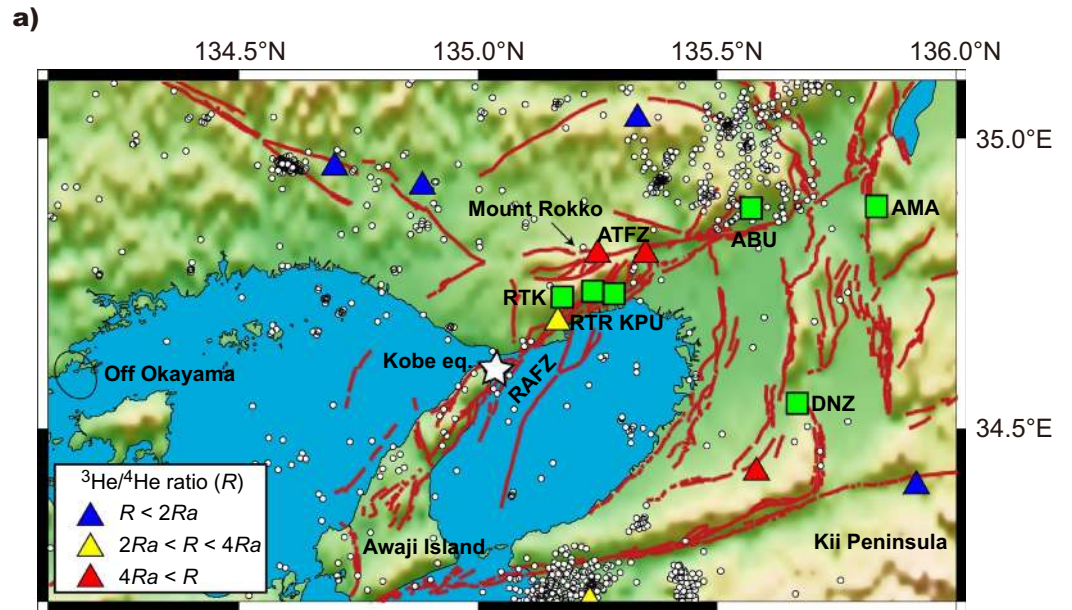 a)
134.5°N 135.0°N 135.5°N 136.0°N
35.0°E
Mount Rokko
ATFZ
AMA
ABU
RTK
RTR KPU
Kobe eq.
RAFZ
Off Okayama
DNZ
34.5°E
³He/⁴He ratio (R)
R < 2Ra
2Ra < R < 4Ra
4Ra < R
Awaji Island
Kii Peninsula